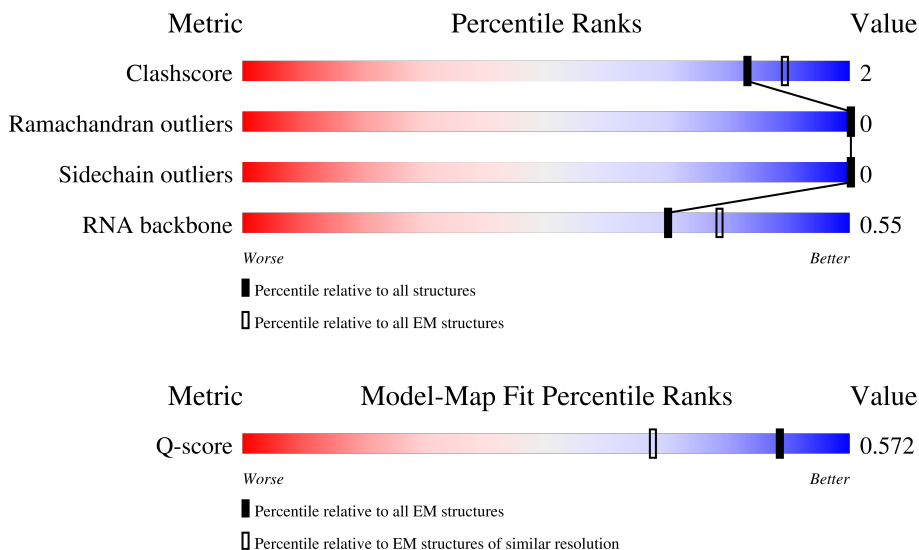 Metric Percentile Ranks Value
Clashscore 2
Ramachandran outliers 0
Sidechain outliers 0
RNA backbone 0.55
Worse Better
Percentile relative to all structures
Percentile relative to all EM structures
Metric Model-Map Fit Percentile Ranks Value
Q-score 0.572
Worse Better
Percentile relative to all EM structures
Percentile relative to EM structures of similar resolution